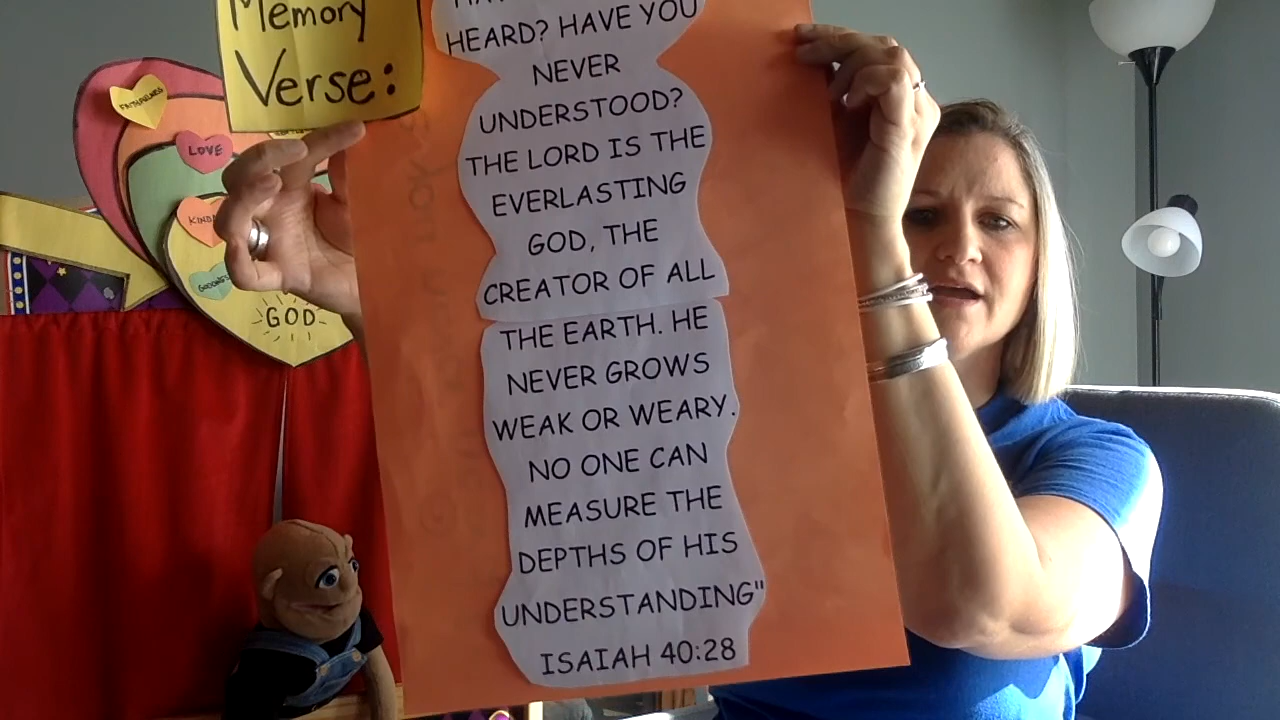 Memory
Verse:
HEARD? HAVE YOU
NEVER
UNDERSTOOD?
THE LORD IS THE
EVERLASTING
GOD, THE
CREATOR OF ALL
THE EARTH. HE
NEVER GROWS
WEAK OR WEARY.
NO ONE CAN
MEASURE THE
DEPTHS OF HIS
UNDERSTANDING"
ISAIAH 40:28
FAITHFULNESS
LOVE
GOODNESS
GOD